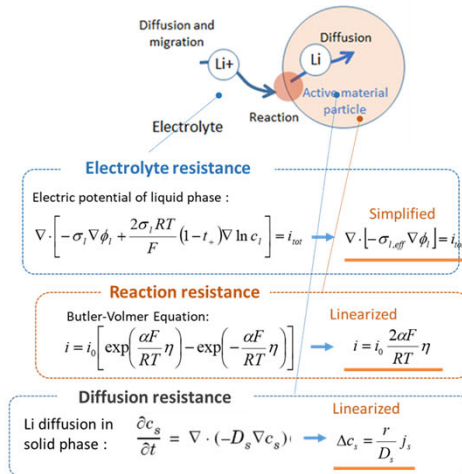 Diffusion and
migration
Diffusion
Li+
Li
Active material
particle
Reaction
Electrolyte
Electrolyte resistance
Electric potential of liquid phase :
∇·[−σ_l ∇ϕ_l + (2σ_l RT / F)(1−t_+)∇ ln c_l] = i_tot
Simplified
∇·[−σ_{l,eff} ∇ϕ_l] = i
Reaction resistance
Butler-Volmer Equation:
i = i_0 [exp(αF/RT η) − exp(−αF/RT η)]
Linearized
i = i_0 (2αF/RT) η
Diffusion resistance
Li diffusion in
solid phase :
∂c_s/∂t = ∇ · (−D_s ∇c_s)
Linearized
Δc_s = (r/D_s) j_s